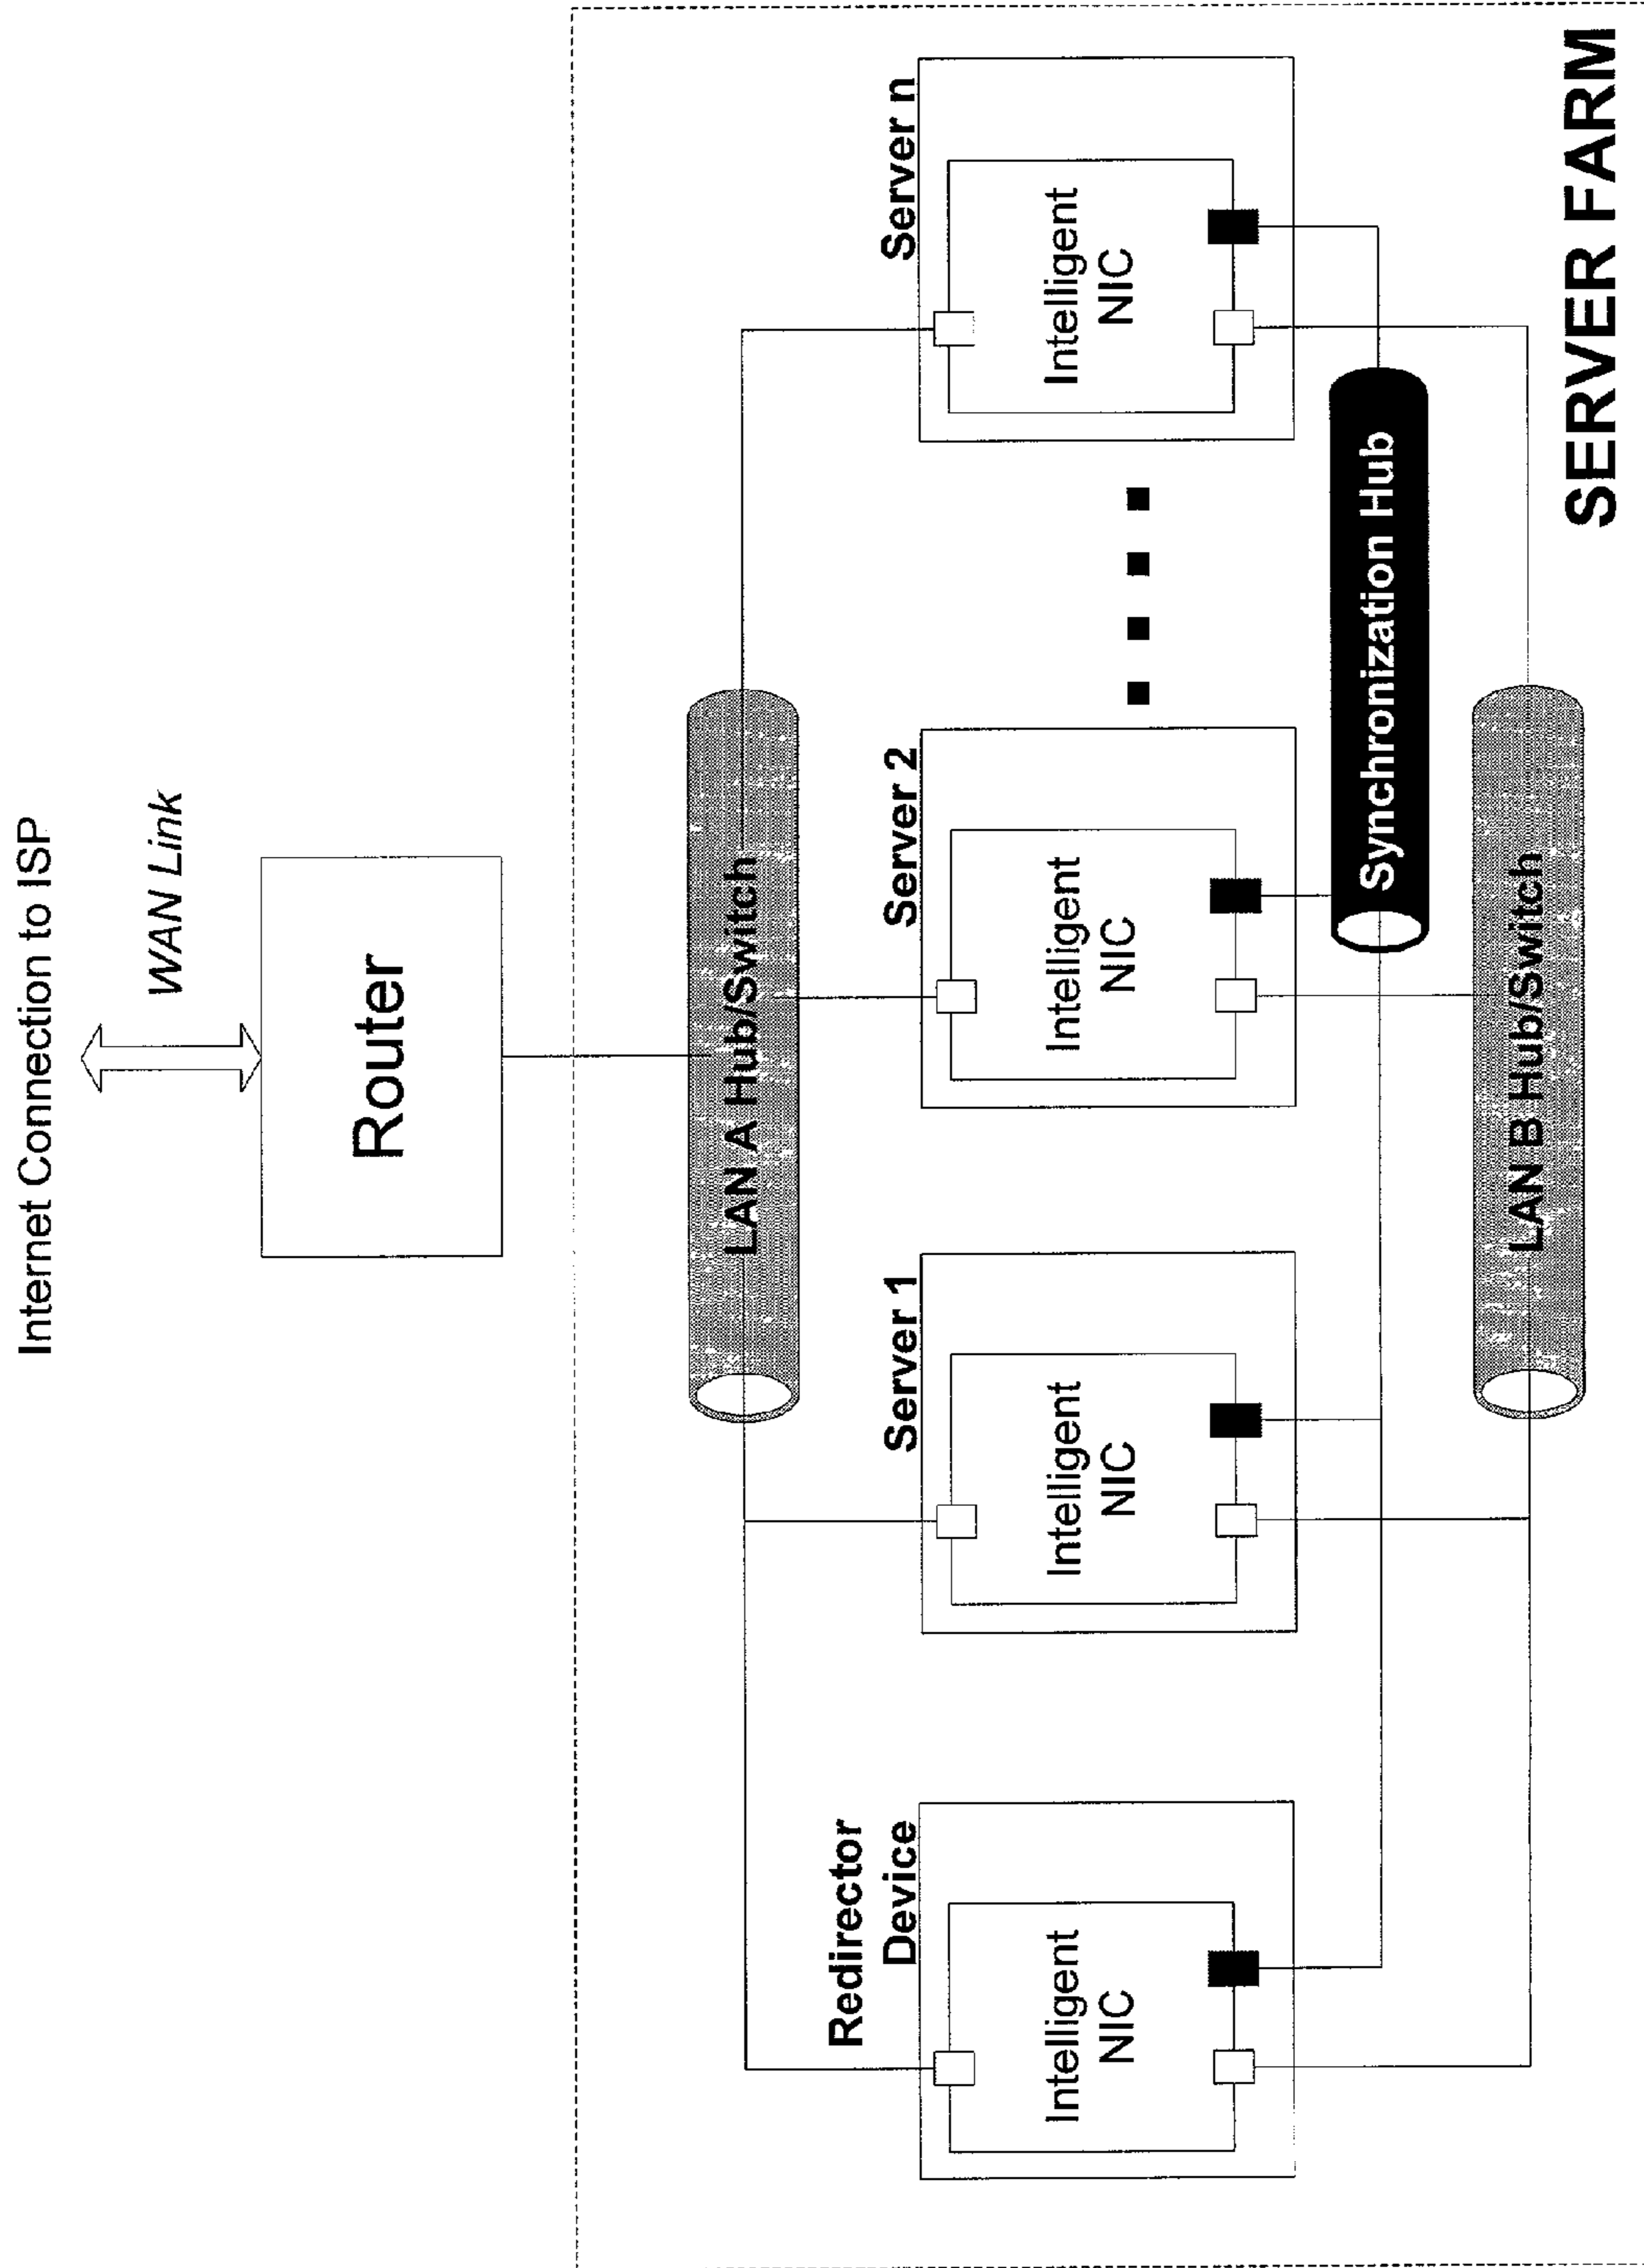 Internet Connection to ISP
WAN Link
Router
LAN A Hub/Switch
Redirector
Device
Server 1
Server 2
Server n
Intelligent
NIC
Intelligent
NIC
Intelligent
NIC
Intelligent
NIC
Synchronization Hub
LAN B Hub/Switch
SERVER FARM